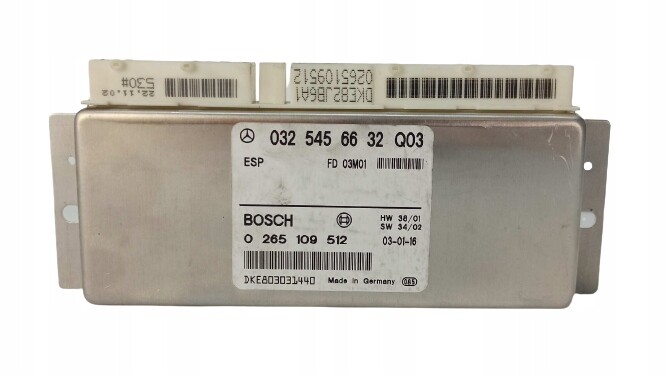 22.11.02
530#
DKE82JB6A1
0265109512
032 545 66 32 Q03
ESP FD 03M01
BOSCH HW 36/01
SW 34/02
0 265 109 512 03-01-16
DKE803031440 Made in Germany